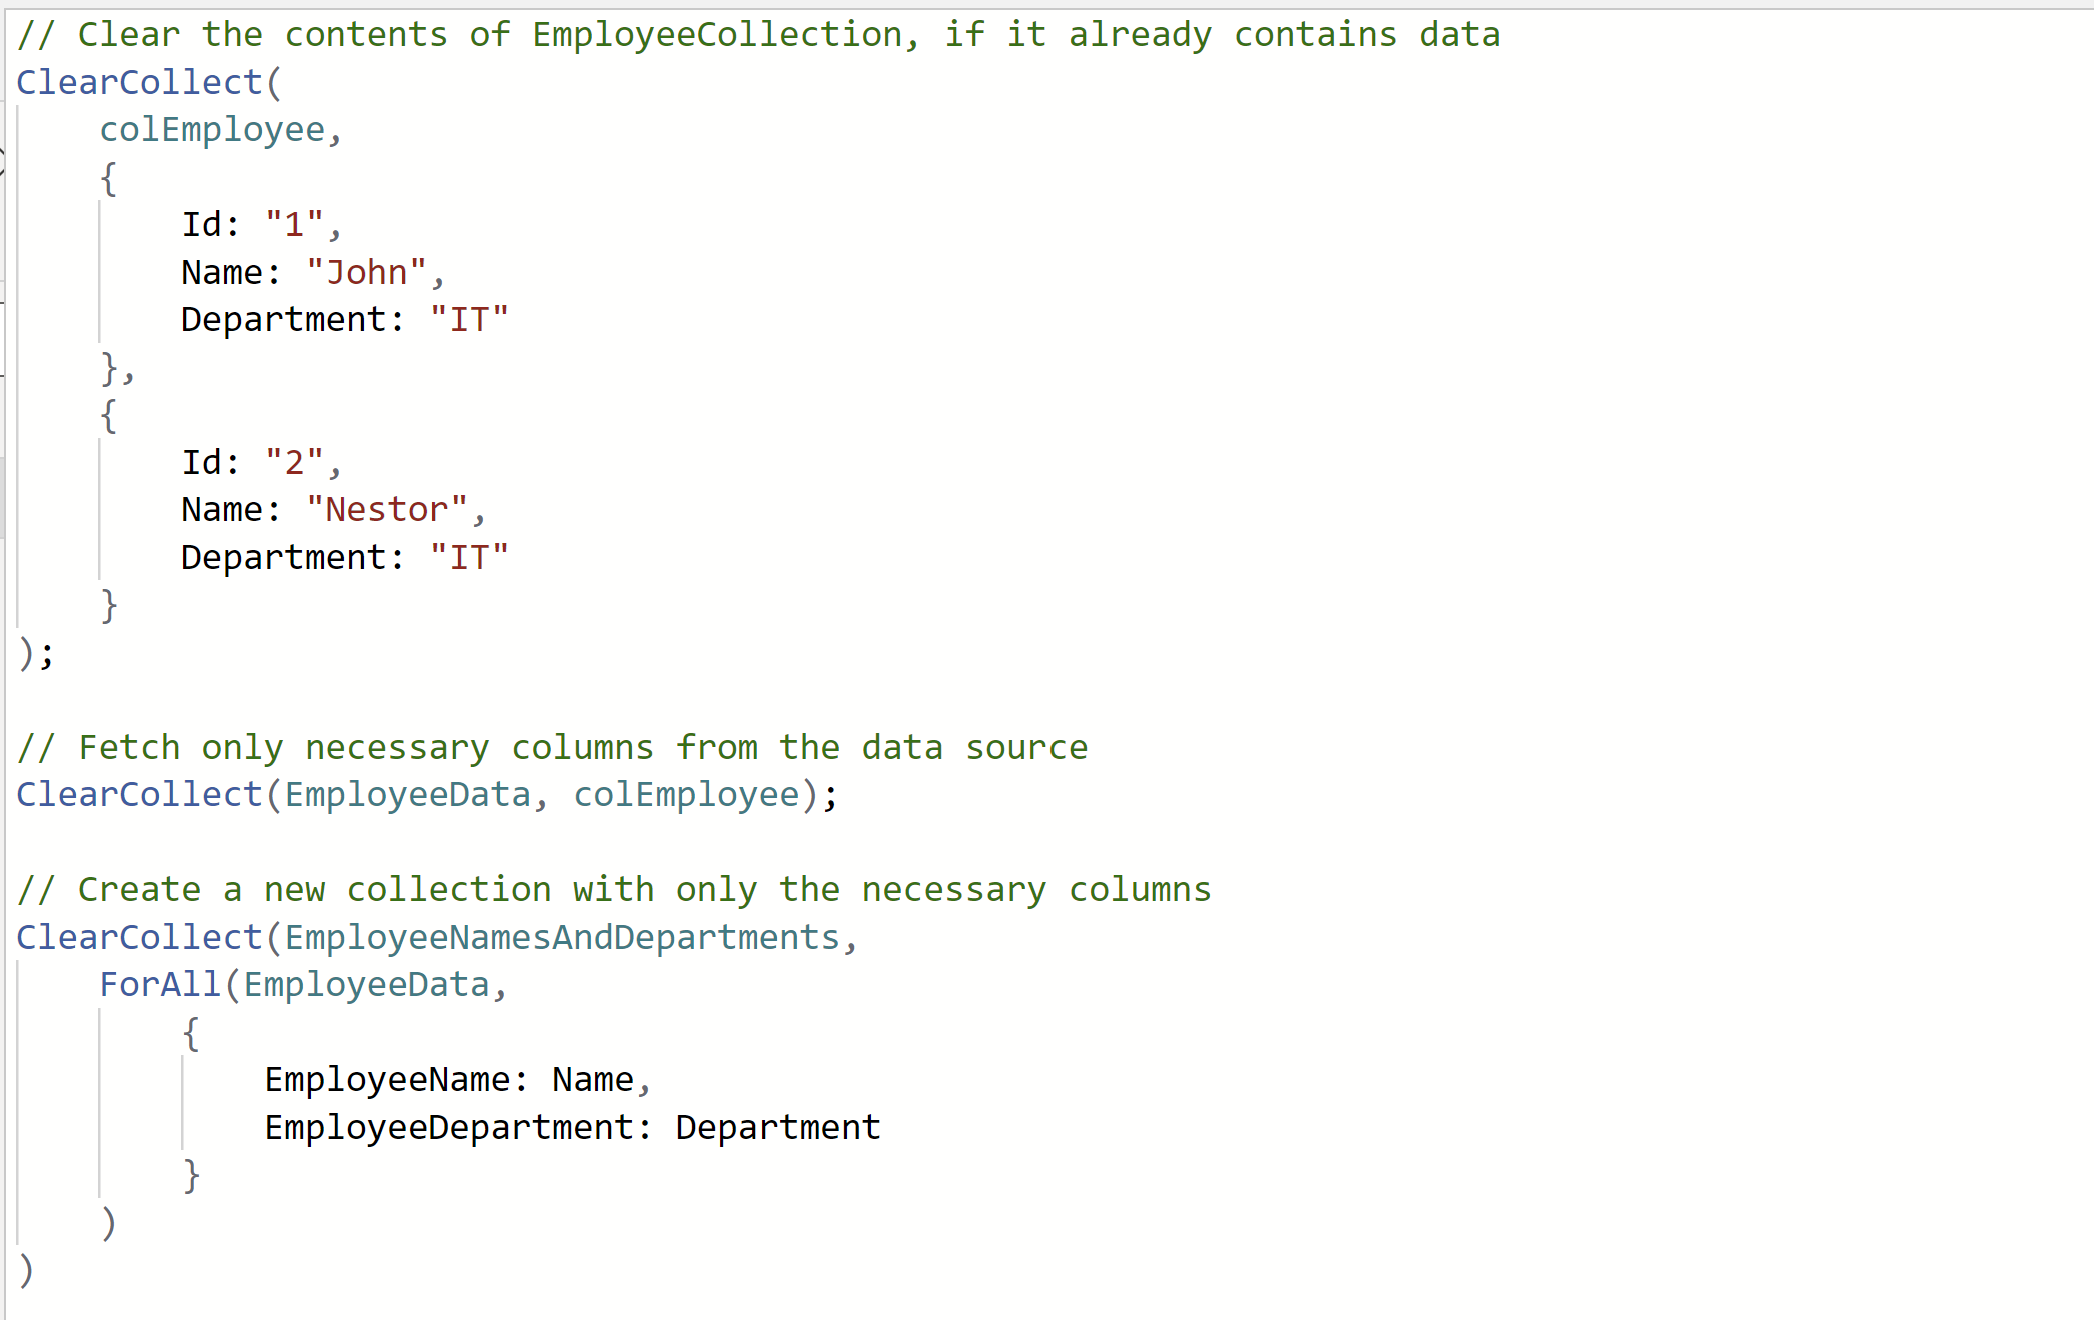 // Clear the contents of EmployeeCollection, if it already contains data
ClearCollect(
    colEmployee,
    {
        Id: "1",
        Name: "John",
        Department: "IT"
    },
    {
        Id: "2",
        Name: "Nestor",
        Department: "IT"
    }
);

// Fetch only necessary columns from the data source
ClearCollect(EmployeeData, colEmployee);

// Create a new collection with only the necessary columns
ClearCollect(EmployeeNamesAndDepartments,
    ForAll(EmployeeData,
        {
            EmployeeName: Name,
            EmployeeDepartment: Department
        }
    )
)